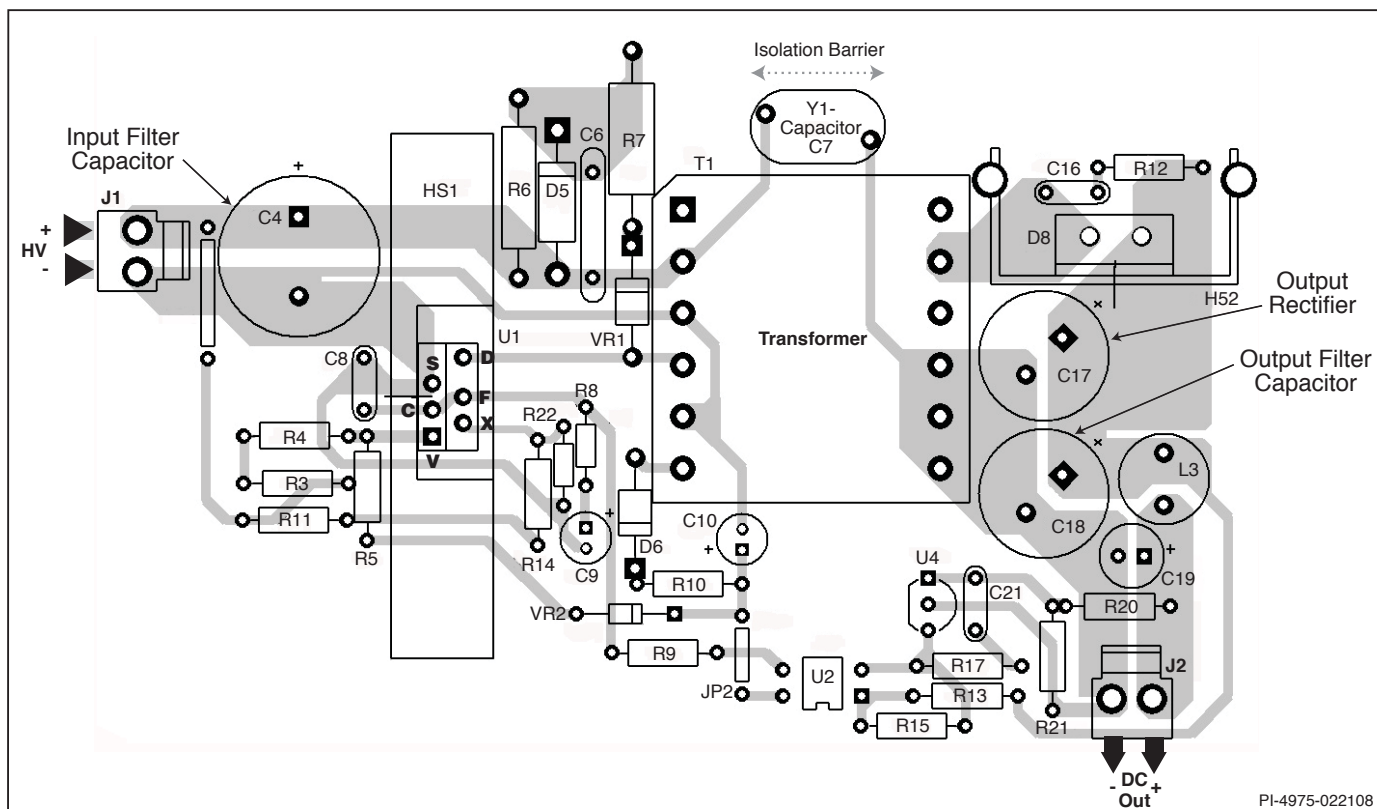 Isolation Barrier
Y1-
Capacitor
C7
Input Filter
Capacitor
+
C4
J1
+
HV
-
HS1
R6
D5
C6
R7
T1
C16
R12
D8
H52
Output
Rectifier
VR1
Transformer
U1
C8
S
D
C
F
X
V
C17
Output Filter
Capacitor
R8
R22
R4
R3
R11
R5
R14
+
C9
D6
C10
+
C18
L3
+
C19
R10
U4
C21
R20
VR2
R9
JP2
U2
R17
R13
R15
R21
J2
- DC +
Out
PI-4975-022108